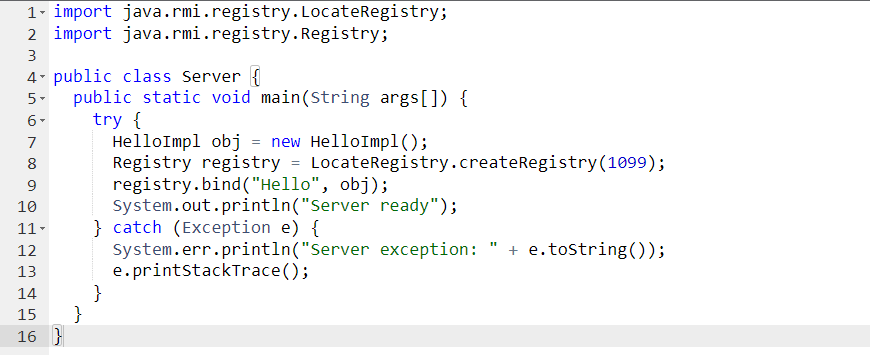 1 import java.rmi.registry.LocateRegistry;
2 import java.rmi.registry.Registry;
3
4 public class Server {
5   public static void main(String args[]) {
6     try {
7       HelloImpl obj = new HelloImpl();
8       Registry registry = LocateRegistry.createRegistry(1099);
9       registry.bind("Hello", obj);
10       System.out.println("Server ready");
11     } catch (Exception e) {
12       System.err.println("Server exception: " + e.toString());
13       e.printStackTrace();
14     }
15   }
16 }